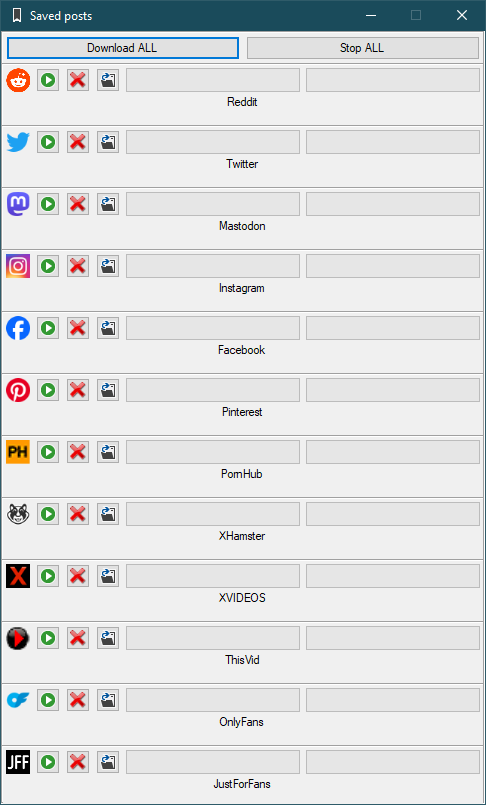 Saved posts
Download ALL
Stop ALL
Reddit
Twitter
Mastodon
Instagram
Facebook
Pinterest
PH
PornHub
XHamster
X
XVIDEOS
ThisVid
OnlyFans
JFF
JustForFans